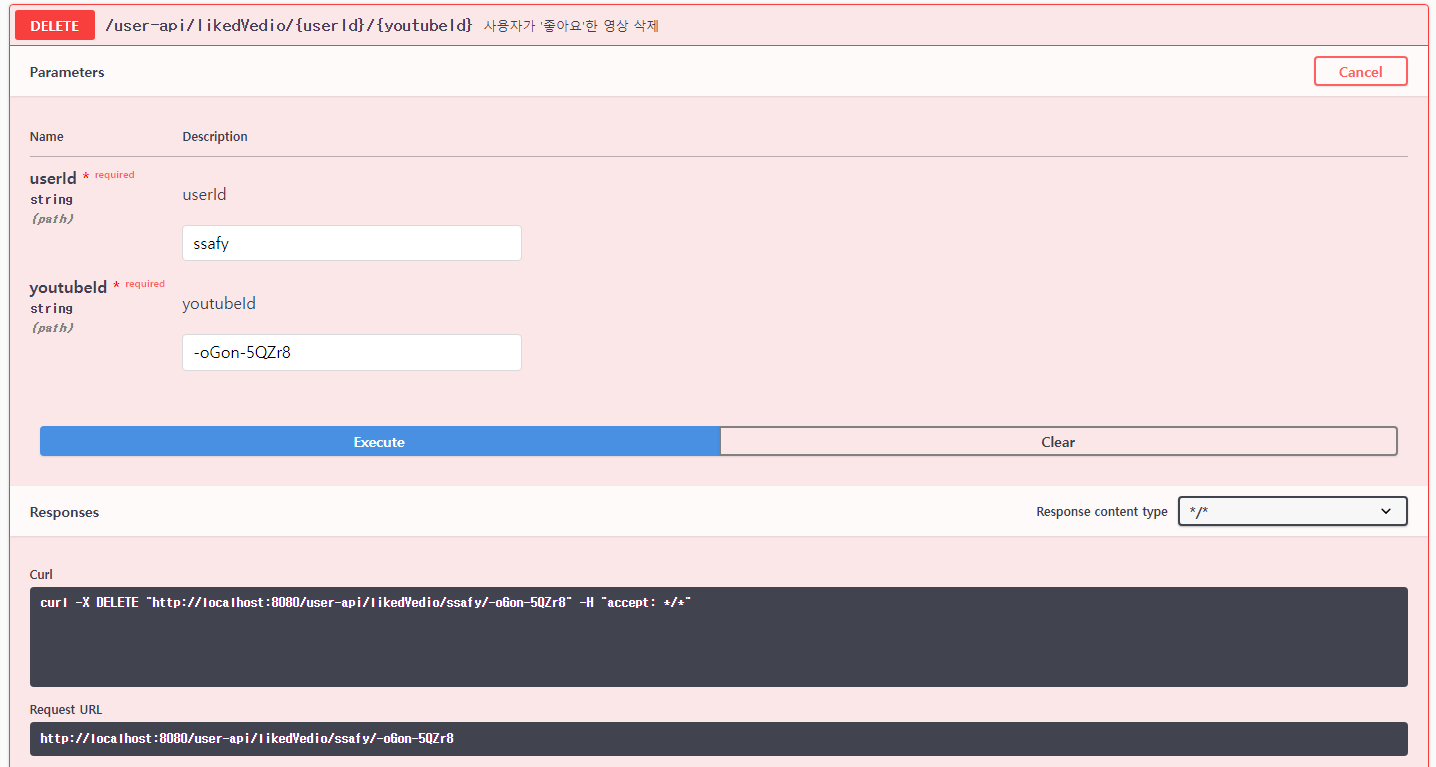 DELETE /user-api/likedVedio/{userId}/{youtubeId} 사용자가 '좋아요'한 영상 삭제
Parameters Cancel
Name Description
userId * required userId
string
(path)
ssafy
youtubeId * required youtubeId
string
(path)
-oGon-5QZr8
Execute Clear
Responses Response content type */*
Curl
curl -X DELETE "http://localhost:8080/user-api/likedVedio/ssafy/-oGon-5QZr8" -H "accept: */*"
Request URL
http://localhost:8080/user-api/likedVedio/ssafy/-oGon-5QZr8